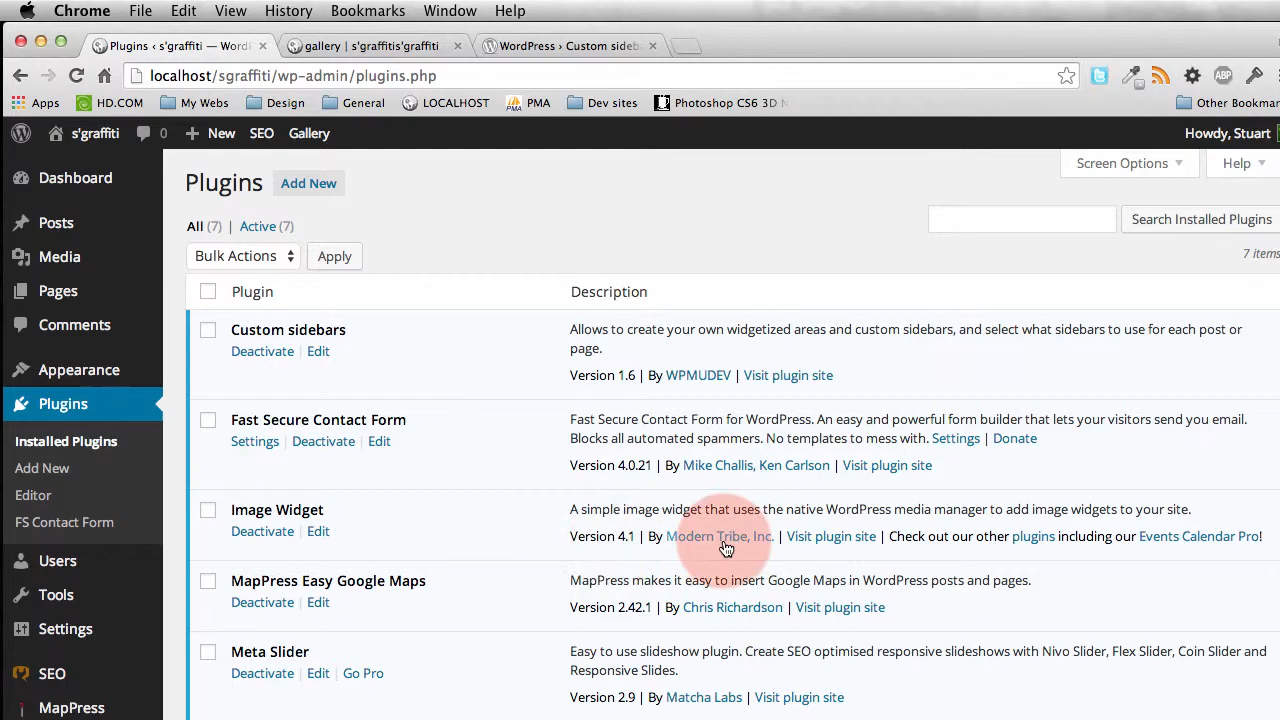 Chrome File Edit View History Bookmarks Window Help
Plugins ‹ s'graffiti — Word
gallery | s'graffitis'graffiti
WordPress › Custom sideb
localhost/sgraffiti/wp-admin/plugins.php
ABP
Apps HD.COM My Webs Design General LOCALHOST PMA PMA Dev sites Photoshop CS6 3D N Other Bookmar
s'graffiti 0 New SEO Gallery Howdy, Stuart
Dashboard
Posts
Media
Pages
Comments
Appearance
Plugins
Installed Plugins
Add New
Editor
FS Contact Form
Users
Tools
Settings
SEO
MapPress
Screen Options Help
Plugins Add New
All (7) | Active (7)
Search Installed Plugins
Bulk Actions Apply
7 items
Plugin Description
Custom sidebars
Deactivate | Edit
Allows to create your own widgetized areas and custom sidebars, and select what sidebars to use for each post or
page.
Version 1.6 | By WPMUDEV | Visit plugin site
Fast Secure Contact Form
Settings | Deactivate | Edit
Fast Secure Contact Form for WordPress. An easy and powerful form builder that lets your visitors send you email.
Blocks all automated spammers. No templates to mess with. Settings | Donate
Version 4.0.21 | By Mike Challis, Ken Carlson | Visit plugin site
Image Widget
Deactivate | Edit
A simple image widget that uses the native WordPress media manager to add image widgets to your site.
Version 4.1 | By Modern Tribe, Inc. | Visit plugin site | Check out our other plugins including our Events Calendar Pro!
MapPress Easy Google Maps
Deactivate | Edit
MapPress makes it easy to insert Google Maps in WordPress posts and pages.
Version 2.42.1 | By Chris Richardson | Visit plugin site
Meta Slider
Deactivate | Edit | Go Pro
Easy to use slideshow plugin. Create SEO optimised responsive slideshows with Nivo Slider, Flex Slider, Coin Slider and
Responsive Slides.
Version 2.9 | By Matcha Labs | Visit plugin site